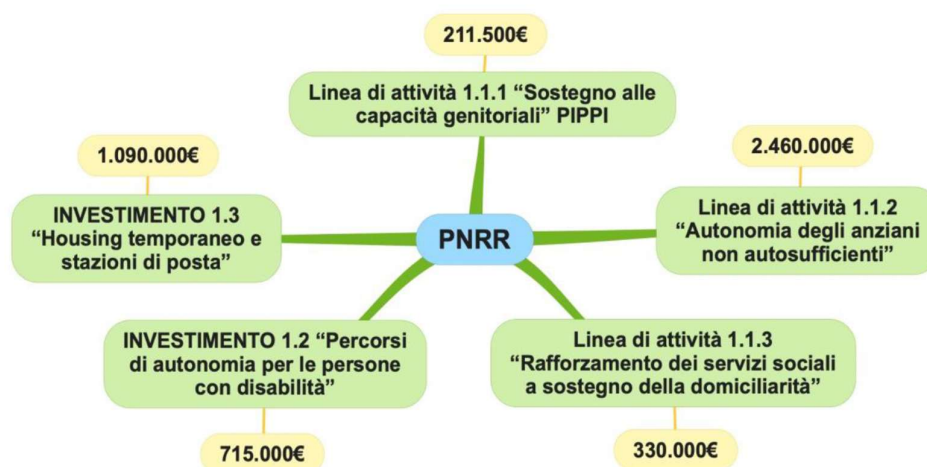 211.500€
Linea di attività 1.1.1 “Sostegno alle
capacità genitoriali” PIPPI
1.090.000€
INVESTIMENTO 1.3
“Housing temporaneo e
stazioni di posta”
PNRR
2.460.000€
Linea di attività 1.1.2
“Autonomia degli anziani
non autosufficienti”
INVESTIMENTO 1.2 “Percorsi
di autonomia per le persone
con disabilità”
715.000€
Linea di attività 1.1.3
“Rafforzamento dei servizi sociali
a sostegno della domiciliarità”
330.000€